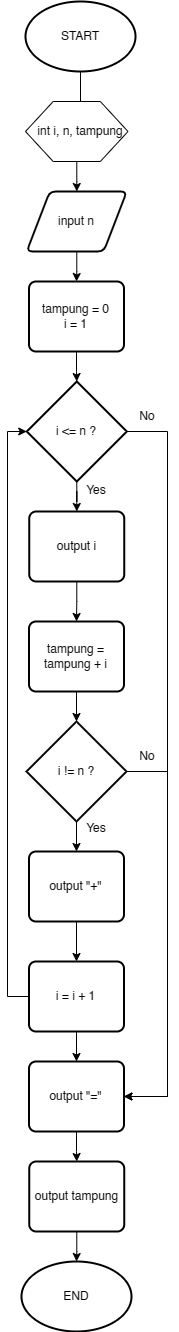 START
int i, n, tampung
input n
tampung = 0
i = 1
i <= n ?
No
Yes
output i
tampung =
tampung + i
i != n ?
No
Yes
output "+"
i = i + 1
output "="
output tampung
END